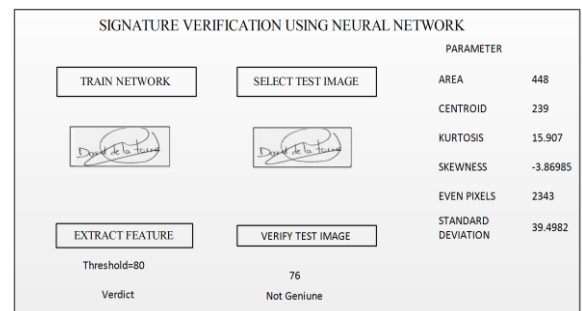 SIGNATURE VERIFICATION USING NEURAL NETWORK
PARAMETER
TRAIN NETWORK
SELECT TEST IMAGE
AREA 448
CENTROID 239
KURTOSIS 15.907
SKEWNESS -3.86985
EVEN PIXELS 2343
STANDARD
DEVIATION 39.4982
EXTRACT FEATURE
VERIFY TEST IMAGE
Threshold=80
76
Verdict
Not Geniune